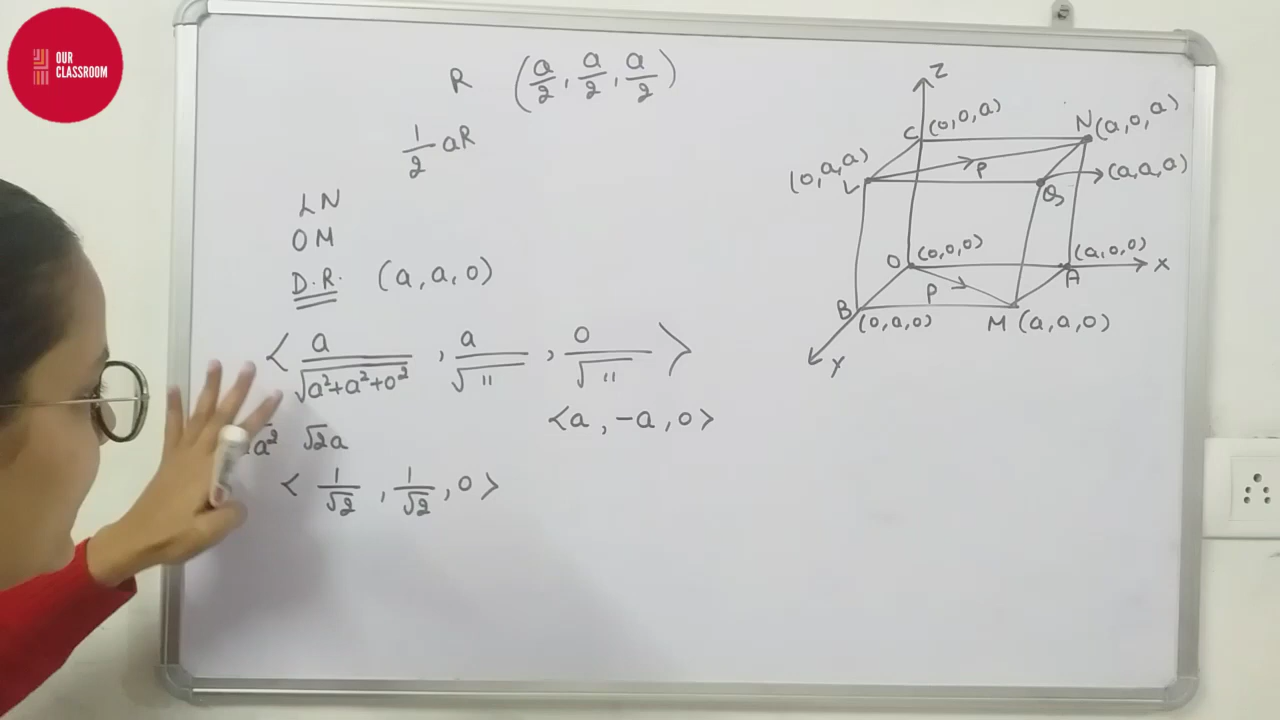 OUR
CLASSROOM
R (a/2, a/2, a/2)
1/2 aR
LN
OM
D.R. (a, a, 0)
< a/√a²+a²+0² , a/√" , 0/√" >
<a, -a, 0>
a² √2a
< 1/√2 , 1/√2 , 0 >
Z
C (0,0,a)
N (a,0,a)
(0,a,a)
L
P
(a,a,a)
O (0,0,0)
(a,0,0)
A
X
P
B
(0,a,0)
M (a,a,0)
Y